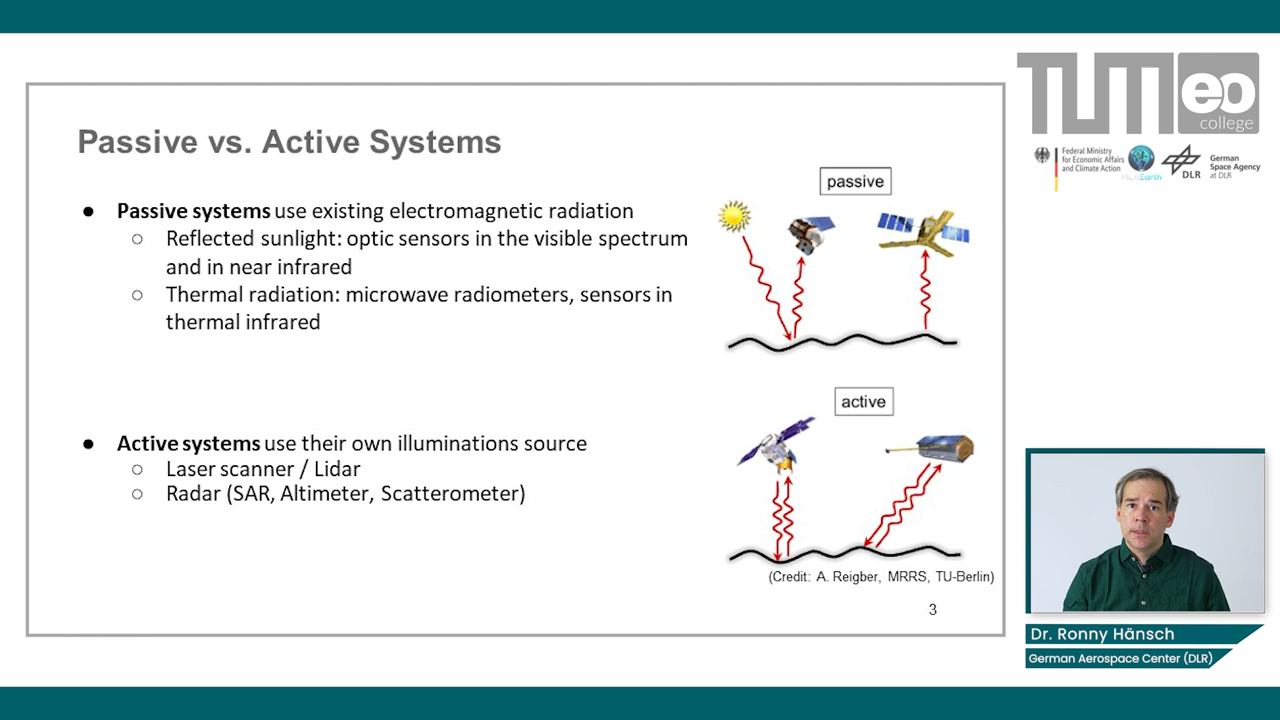 TUM eo
college
Federal Ministry
for Economic Affairs
and Climate Action
ML4Earth
DLR
German
Space Agency
at DLR
Passive vs. Active Systems
● Passive systems use existing electromagnetic radiation
○ Reflected sunlight: optic sensors in the visible spectrum
and in near infrared
○ Thermal radiation: microwave radiometers, sensors in
thermal infrared
passive
● Active systems use their own illuminations source
○ Laser scanner / Lidar
○ Radar (SAR, Altimeter, Scatterometer)
active
(Credit: A. Reigber, MRRS, TU-Berlin)
3
Dr. Ronny Hänsch
German Aerospace Center (DLR)